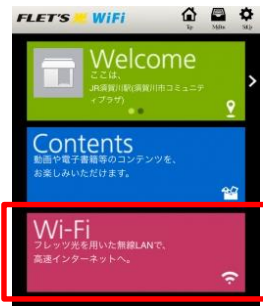 FLET'S 光 WiFi
Welcome
ここは、
JR須賀川駅(須賀川市コミュニテ
ィプラザ)
Contents
動画や電子書籍等のコンテンツを、
お楽しみいただけます。
Wi-Fi
フレッツ光を用いた無線LANで、
高速インターネットへ。